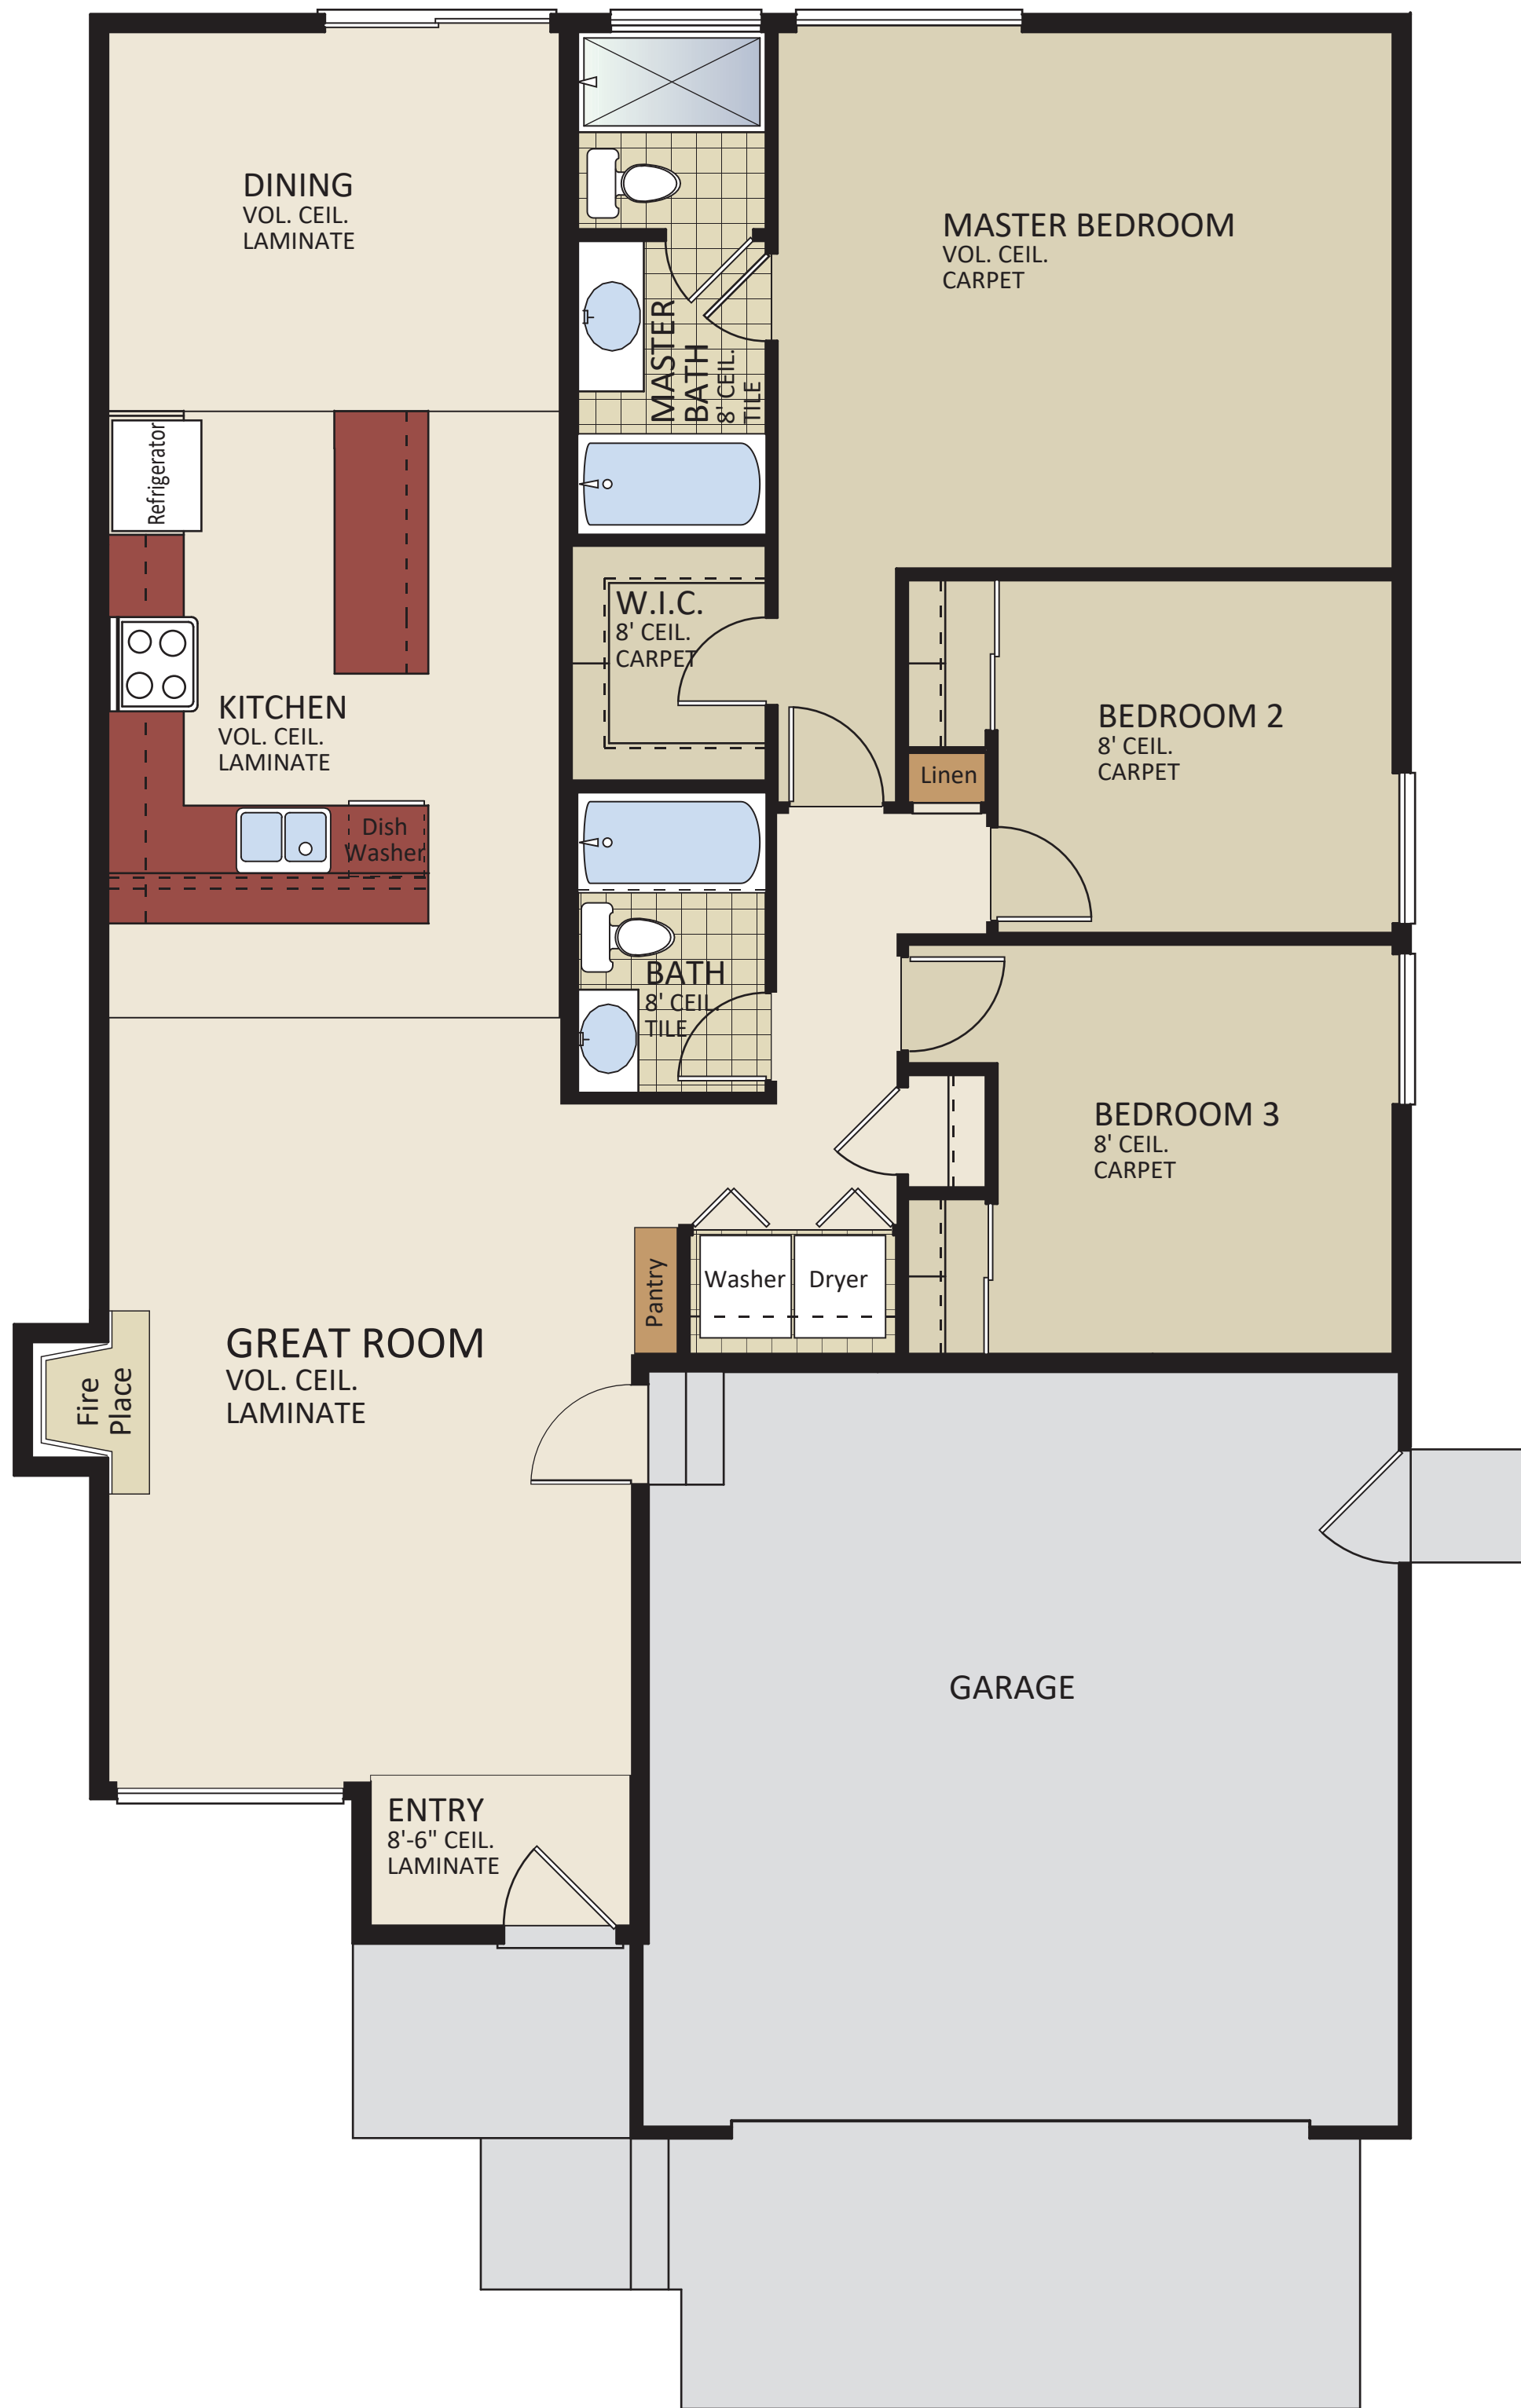 DINING
VOL. CEIL.
LAMINATE
MASTER BEDROOM
VOL. CEIL.
CARPET
MASTER
BATH
8' CEIL.
TILE
Refrigerator
W.I.C.
8' CEIL.
CARPET
KITCHEN
VOL. CEIL.
LAMINATE
BEDROOM 2
8' CEIL.
CARPET
Linen
Dish
Washer
BATH
8' CEIL.
TILE
BEDROOM 3
8' CEIL.
CARPET
Pantry
Washer
Dryer
GREAT ROOM
VOL. CEIL.
LAMINATE
Fire
Place
GARAGE
ENTRY
8'-6" CEIL.
LAMINATE